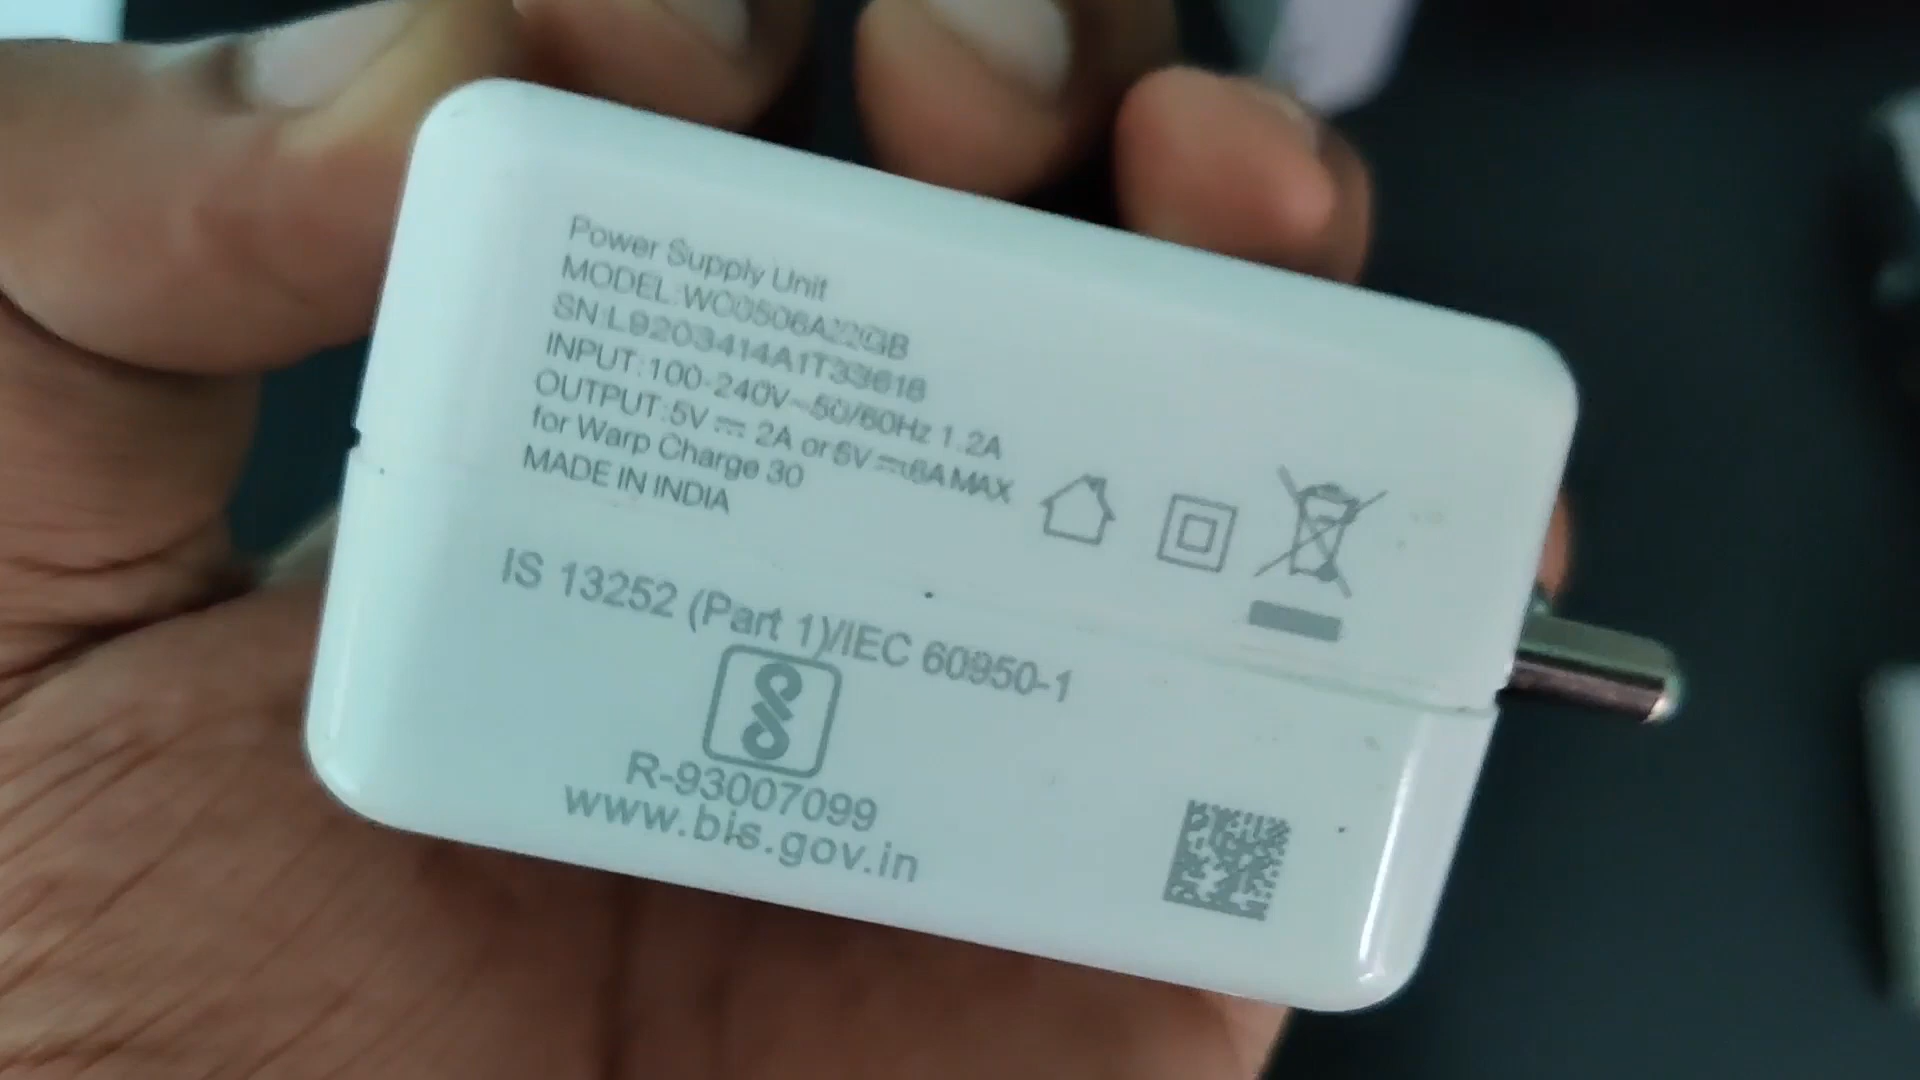 Power Supply Unit
MODEL:WC0506A22GB
INPUT:100-240V~50/60Hz 1.2A
OUTPUT:5V⎓2A or 5V⎓6A MAX
for Warp Charge 30
MADE IN INDIA
IS 13252 (Part 1)/IEC 60950-1
R-93007099
www.bis.gov.in